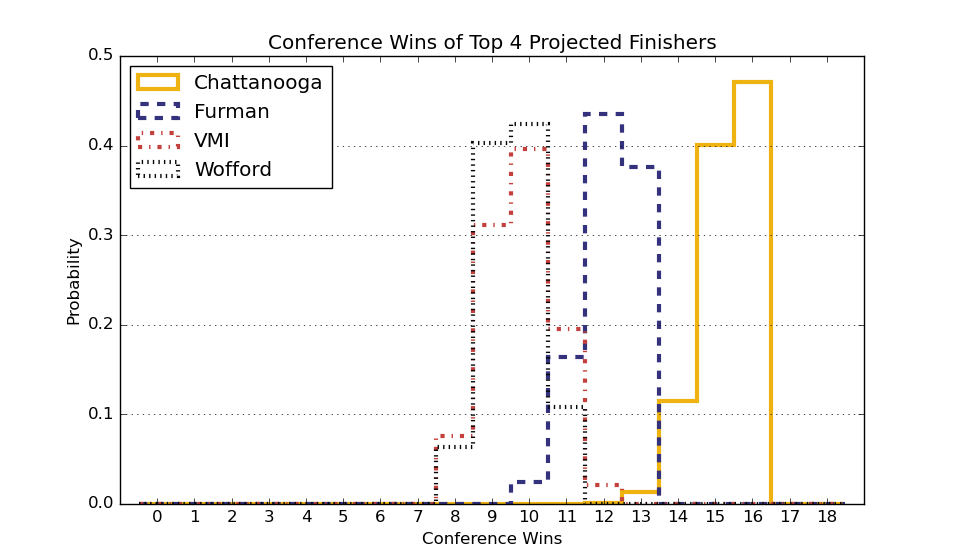 Conference Wins of Top 4 Projected Finishers
Chattanooga
Furman
VMI
Wofford
0.5
0.4
0.3
0.2
0.1
0.0
Probability
0 1 2 3 4 5 6 7 8 9 10 11 12 13 14 15 16 17 18
Conference Wins